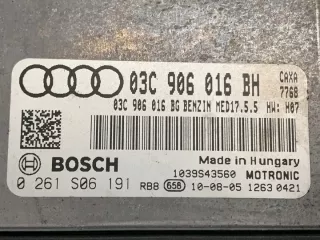 03C 906 016 BH CAXA
7768
03C 906 016 BG BENZIN MED17.5.5 HW: H07
BOSCH Made in Hungary
1039S43560 MOTRONIC
0 261 S06 191 RBB 658 10-08-05 1263 0421